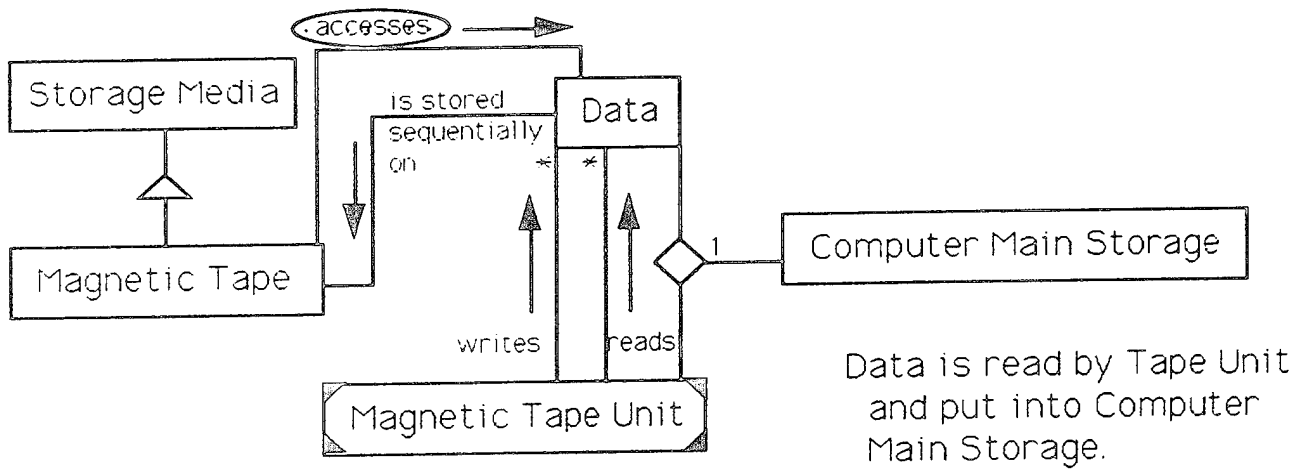 accesses
Storage Media
is stored
sequentially
on
Data
*
*
1
Computer Main Storage
Magnetic Tape
writes
reads
Magnetic Tape Unit
Data is read by Tape Unit
and put into Computer
Main Storage.